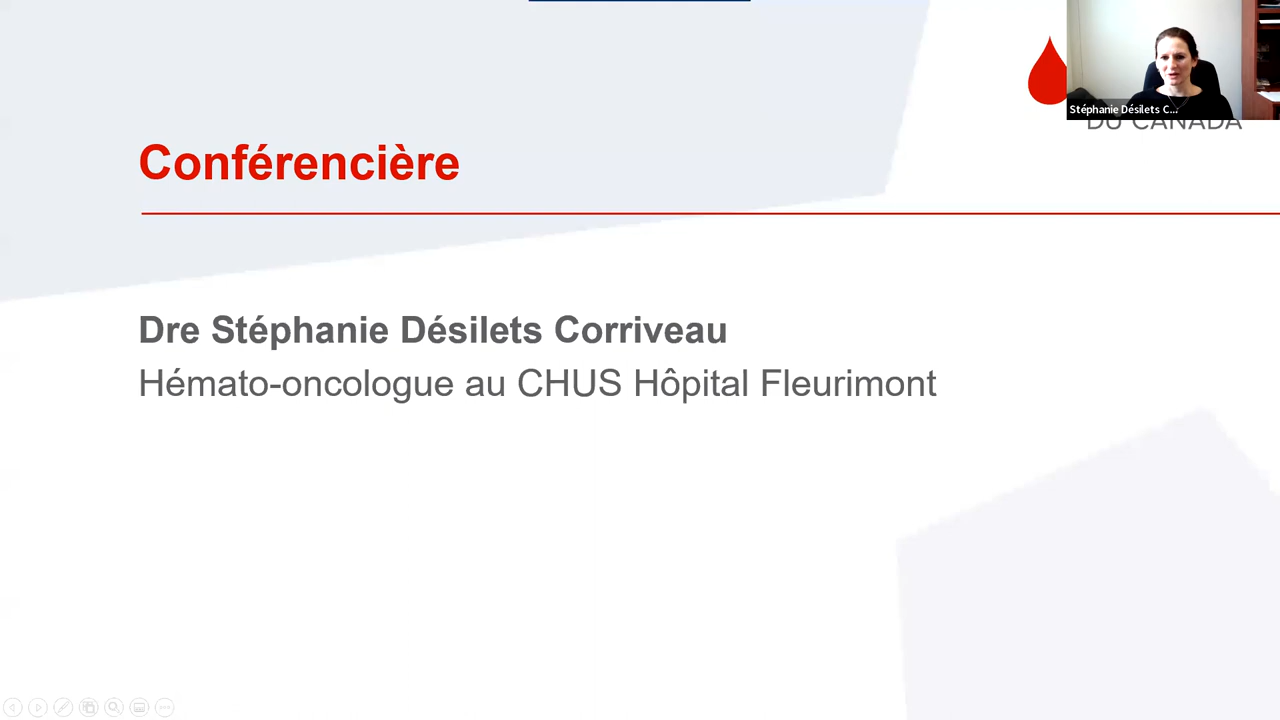 Stéphanie Désilets C...
DU CANADA
Conférencière
Dre Stéphanie Désilets Corriveau
Hémato-oncologue au CHUS Hôpital Fleurimont